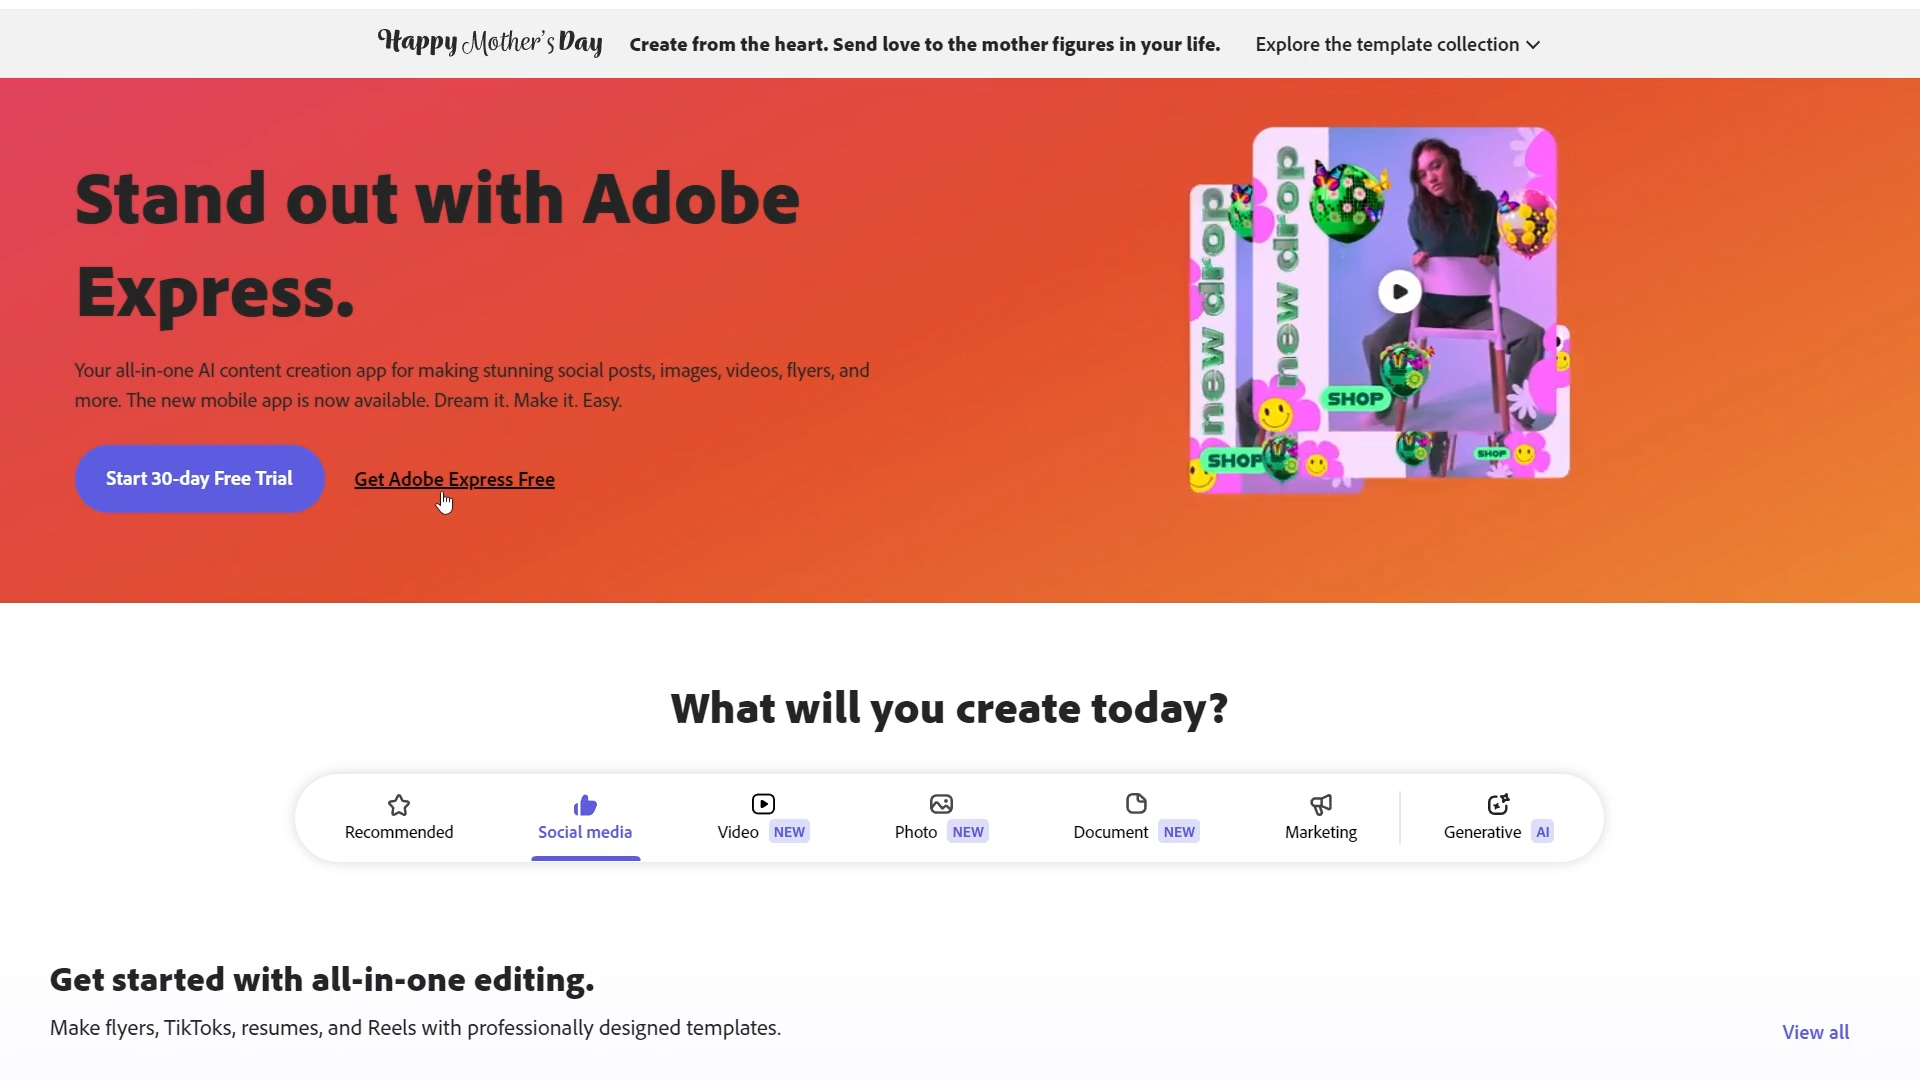 Happy Mother's Day
Create from the heart. Send love to the mother figures in your life.
Explore the template collection
Stand out with Adobe
Express.
Your all-in-one AI content creation app for making stunning social posts, images, videos, flyers, and
more. The new mobile app is now available. Dream it. Make it. Easy.
Start 30-day Free Trial
Get Adobe Express Free
new drop
new drop
SHOP
SHOP
SHOP
What will you create today?
Recommended
Social media
Video NEW
Photo NEW
Document NEW
Marketing
Generative AI
Get started with all-in-one editing.
Make flyers, TikToks, resumes, and Reels with professionally designed templates.
View all